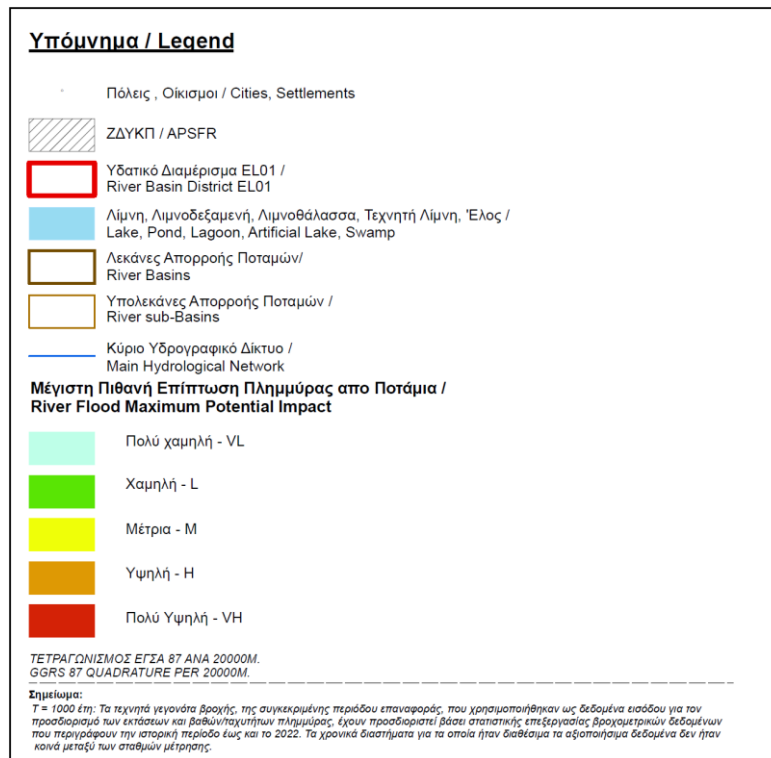 Υπόμνημα / Legend
Πόλεις , Οίκισμοι / Cities, Settlements
ΖΔΥΚΠ / APSFR
Υδατικό Διαμέρισμα EL01 /
River Basin District EL01
Λίμνη, Λιμνοδεξαμενή, Λιμνοθάλασσα, Τεχνητή Λίμνη, Έλος /
Lake, Pond, Lagoon, Artificial Lake, Swamp
Λεκάνες Απορροής Ποταμών/
River Basins
Υπολεκάνες Απορροής Ποταμών /
River sub-Basins
Κύριο Υδρογραφικό Δίκτυο /
Main Hydrological Network
Μέγιστη Πιθανή Επίπτωση Πλημμύρας απο Ποτάμια /
River Flood Maximum Potential Impact
Πολύ χαμηλή - VL
Χαμηλή - L
Μέτρια - M
Υψηλή - H
Πολύ Υψηλή - VH
ΤΕΤΡΑΓΩΝΙΣΜΟΣ ΕΓΣΑ 87 ΑΝΑ 20000Μ.
GGRS 87 QUADRATURE PER 20000M.
Σημείωμα:
T = 1000 έτη: Τα τεχνητά γεγονότα βροχής, της συγκεκριμένης περιόδου επαναφοράς, που χρησιμοποιήθηκαν ως δεδομένα εισόδου για τον
προσδιορισμό των εκτάσεων και βαθών/ταχυτήτων πλημμύρας, έχουν προσδιοριστεί βάσει στατιστικής επεξεργασίας βροχομετρικών δεδομένων
που περιγράφουν την ιστορική περίοδο έως και το 2022. Τα χρονικά διαστήματα για τα οποία ήταν διαθέσιμα τα αξιοποιήσιμα δεδομένα δεν ήταν
κοινά μεταξύ των σταθμών μέτρησης.